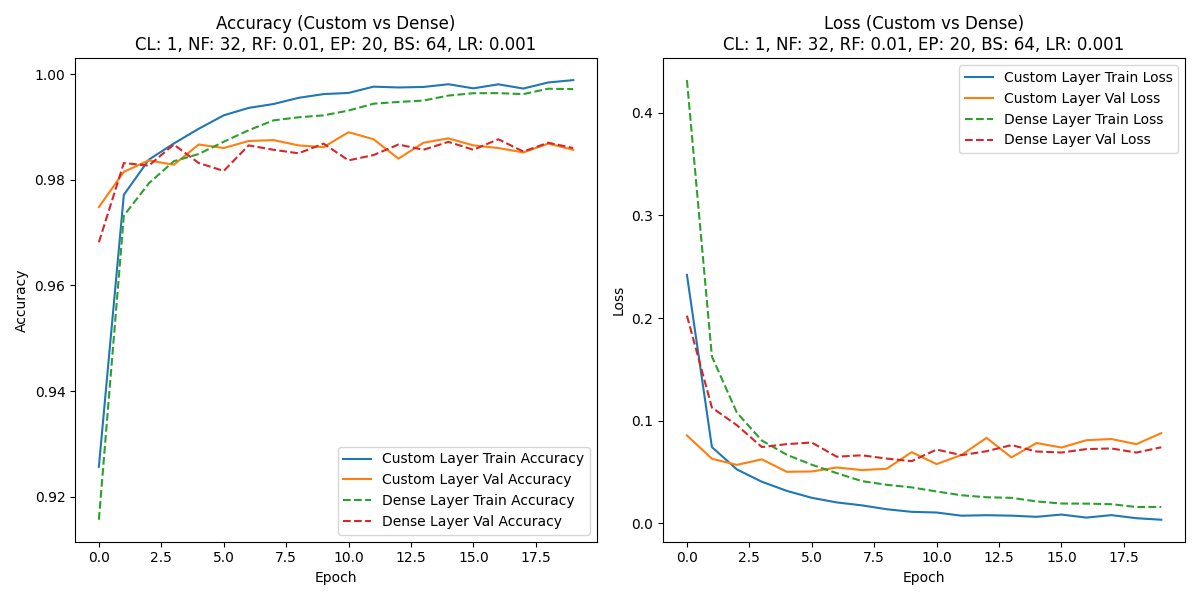 Accuracy (Custom vs Dense)
CL: 1, NF: 32, RF: 0.01, EP: 20, BS: 64, LR: 0.001
1.00
0.98
0.96
0.94
0.92
Accuracy
Custom Layer Train Accuracy
Custom Layer Val Accuracy
Dense Layer Train Accuracy
Dense Layer Val Accuracy
0.0 2.5 5.0 7.5 10.0 12.5 15.0 17.5
Epoch
Loss (Custom vs Dense)
CL: 1, NF: 32, RF: 0.01, EP: 20, BS: 64, LR: 0.001
Custom Layer Train Loss
Custom Layer Val Loss
Dense Layer Train Loss
Dense Layer Val Loss
0.4
0.3
0.2
0.1
0.0
Loss
0.0 2.5 5.0 7.5 10.0 12.5 15.0 17.5
Epoch